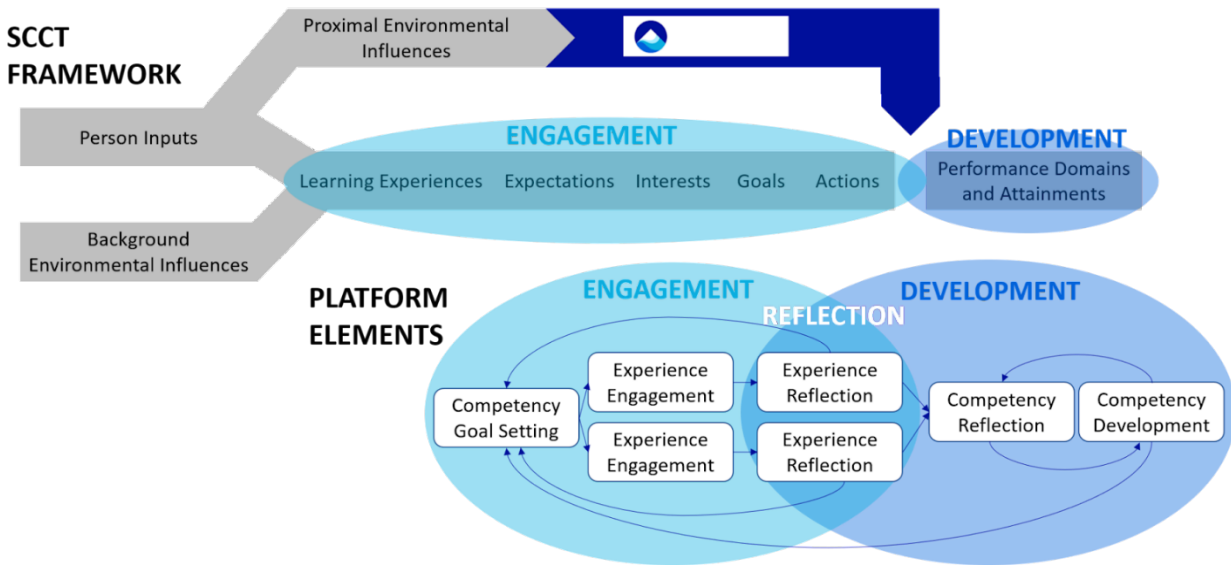 SCCT
FRAMEWORK
Proximal Environmental
Influences
Person Inputs
Background
Environmental Influences
ENGAGEMENT
Learning Experiences
Expectations
Interests
Goals
Actions
DEVELOPMENT
Performance Domains
and Attainments
PLATFORM
ELEMENTS
ENGAGEMENT
REFLECTION
DEVELOPMENT
Competency
Goal Setting
Experience
Engagement
Experience
Reflection
Experience
Engagement
Experience
Reflection
Competency
Reflection
Competency
Development